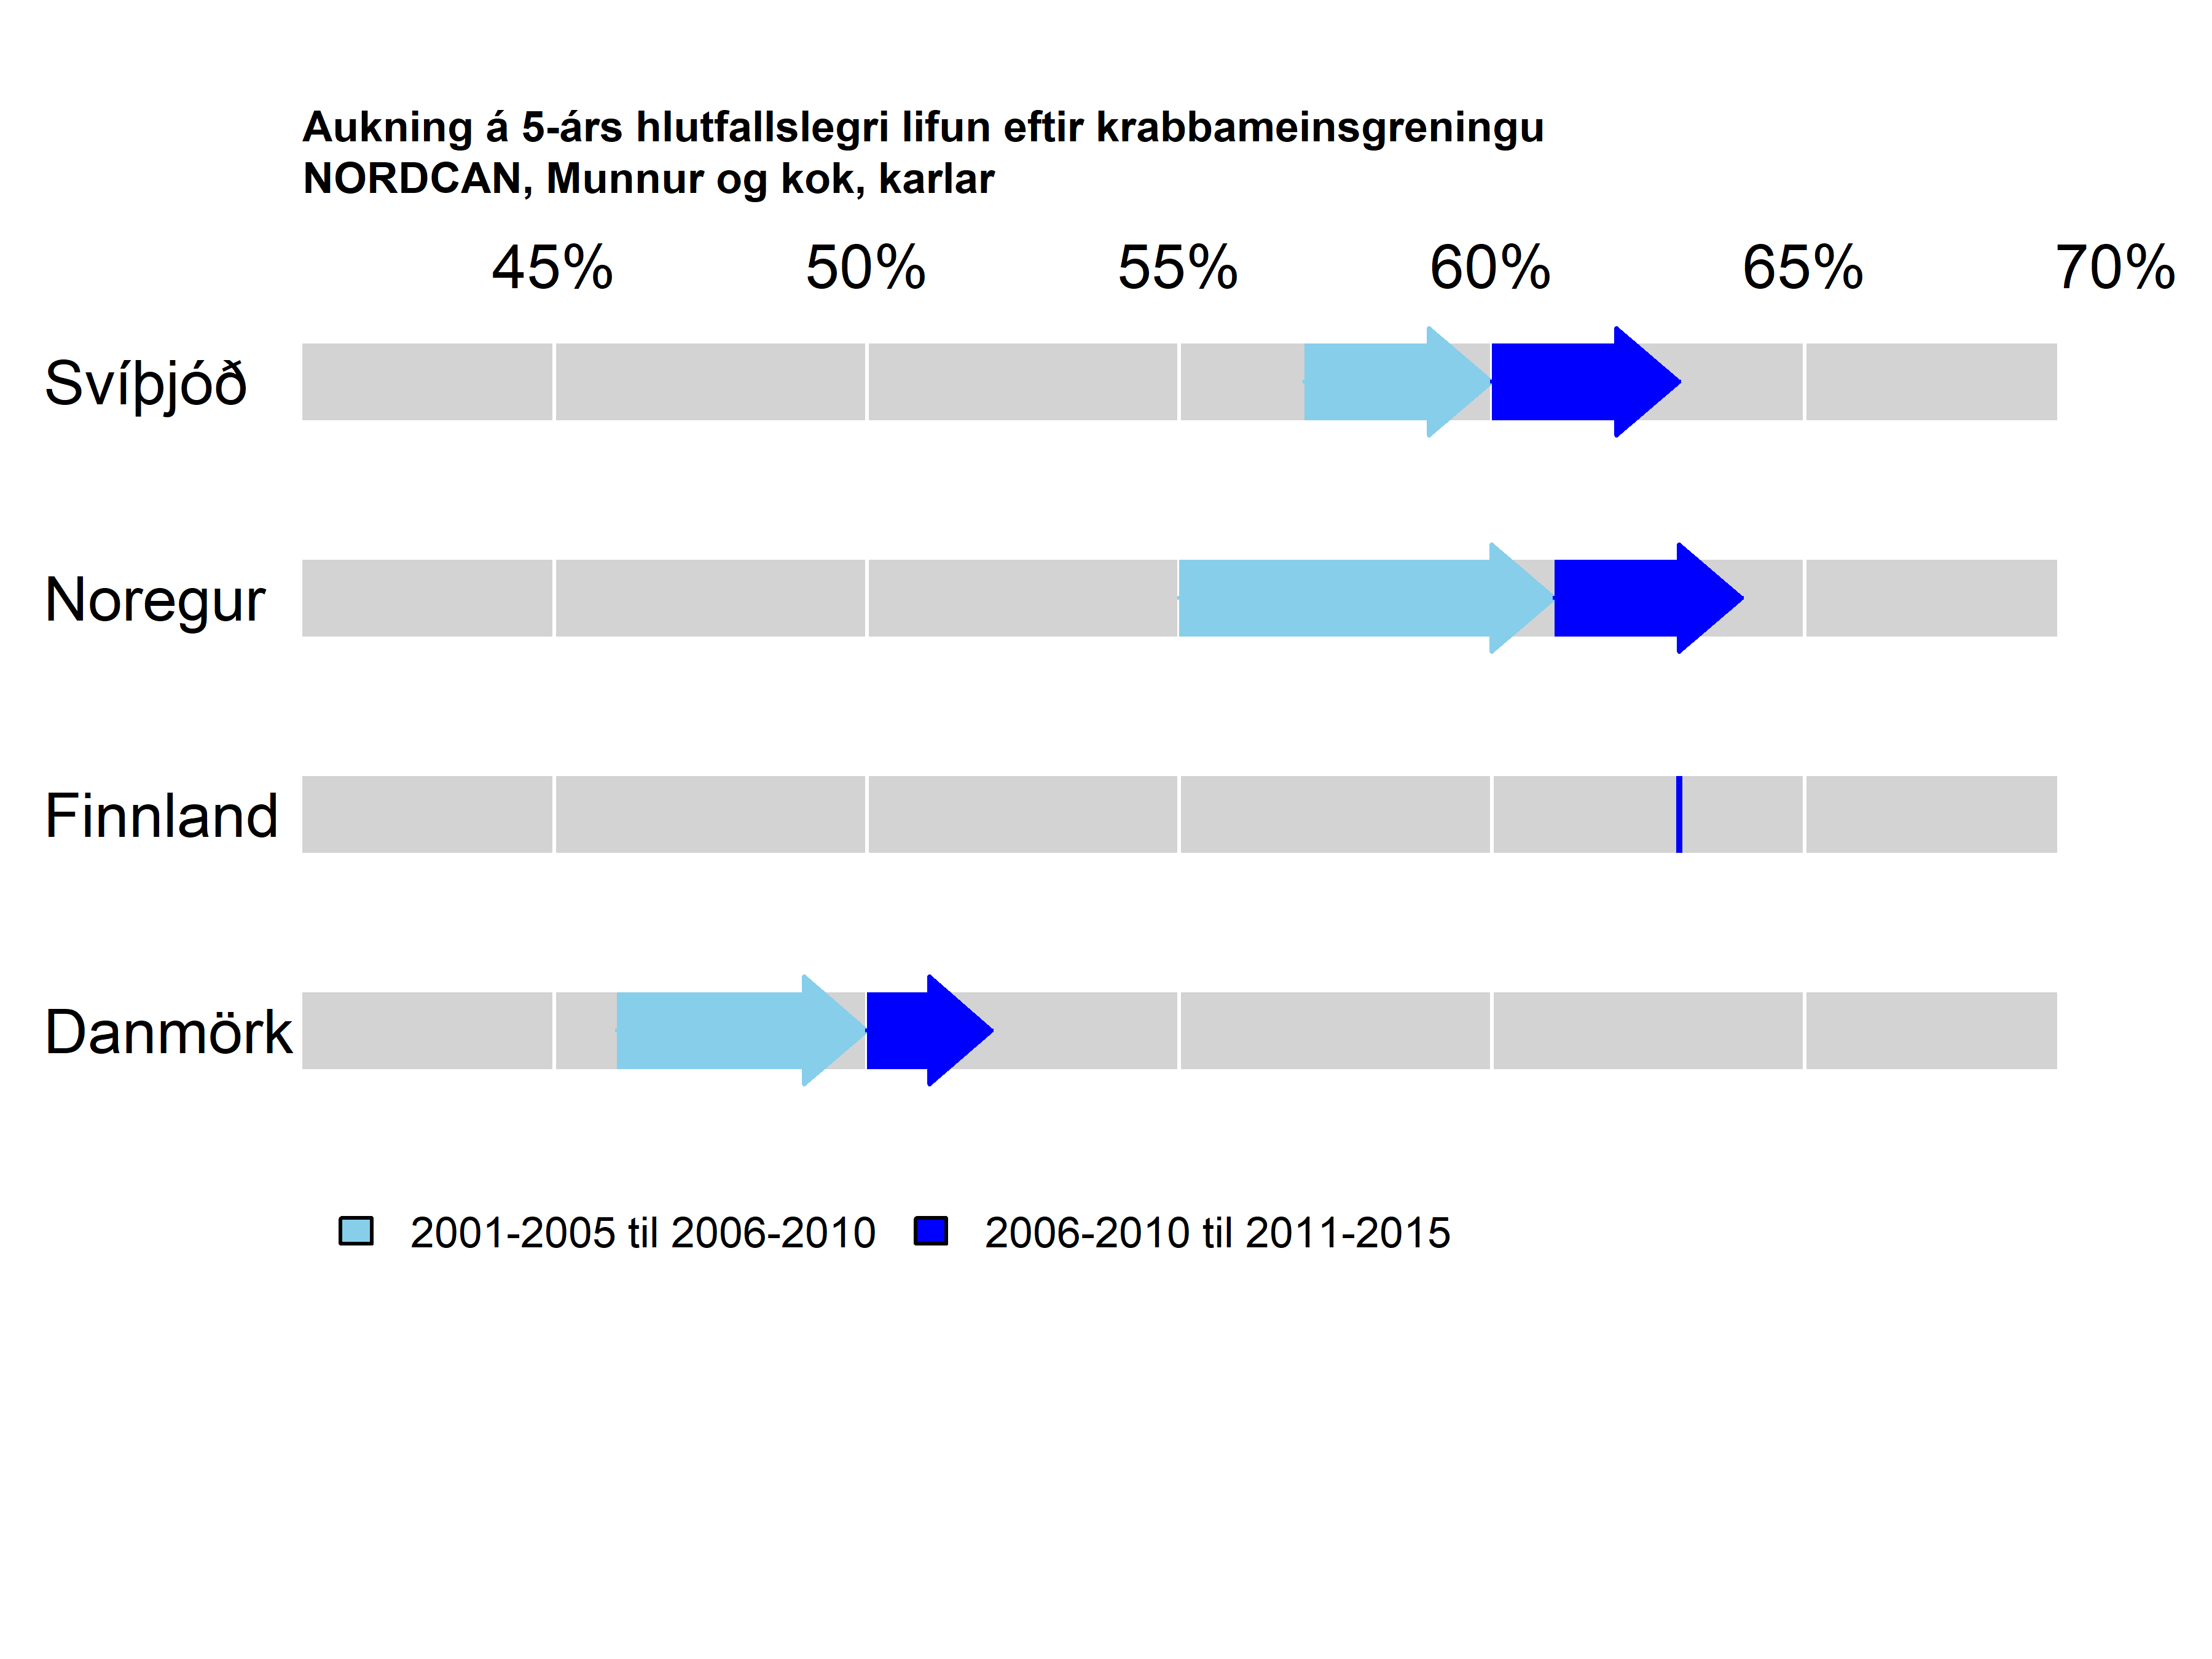 Aukning á 5-árs hlutfallslegri lifun eftir krabbameinsgreningu
NORDCAN, Munnur og kok, karlar
45% 50% 55% 60% 65% 70%
Svíþjóð
Noregur
Finnland
Danmörk
2001-2005 til 2006-2010 2006-2010 til 2011-2015